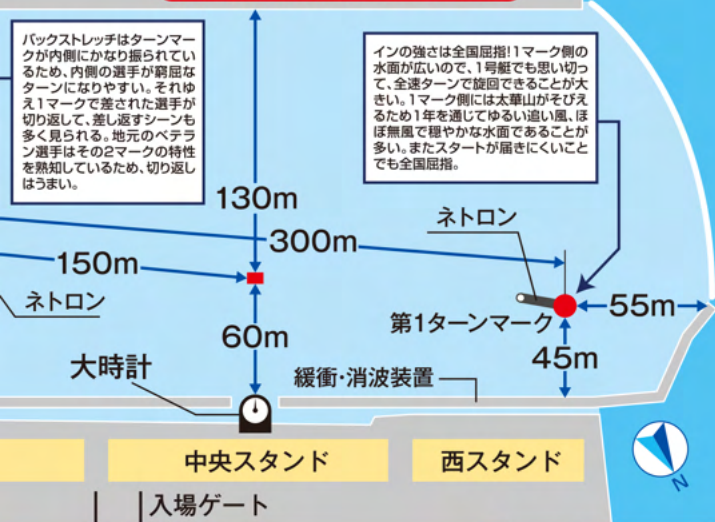 バックストレッチはターンマー
クが内側にかなり振られてい
るため、内側の選手が窮屈な
ターンになりやすい。それゆ
え1マークで差された選手が
切り返して、差し返すシーンも
多く見られる。地元のベテラ
ン選手はその2マークの特性
を熟知しているため、切り返し
はうまい。
インの強さは全国屈指!1マーク側の
水面が広いので、1号艇でも思い切っ
て、全速ターンで旋回できることが大
きい。1マーク側には太華山がそびえ
るため1年を通じてゆるい追い風、ほ
ぼ無風で穏やかな水面であることが
多い。またスタートが届きにくいこと
でも全国屈指。
130m
ネトロン
300m
150m
ネトロン
55m
第1ターンマーク
60m
45m
大時計
緩衝・消波装置
中央スタンド
西スタンド
N
入場ゲート